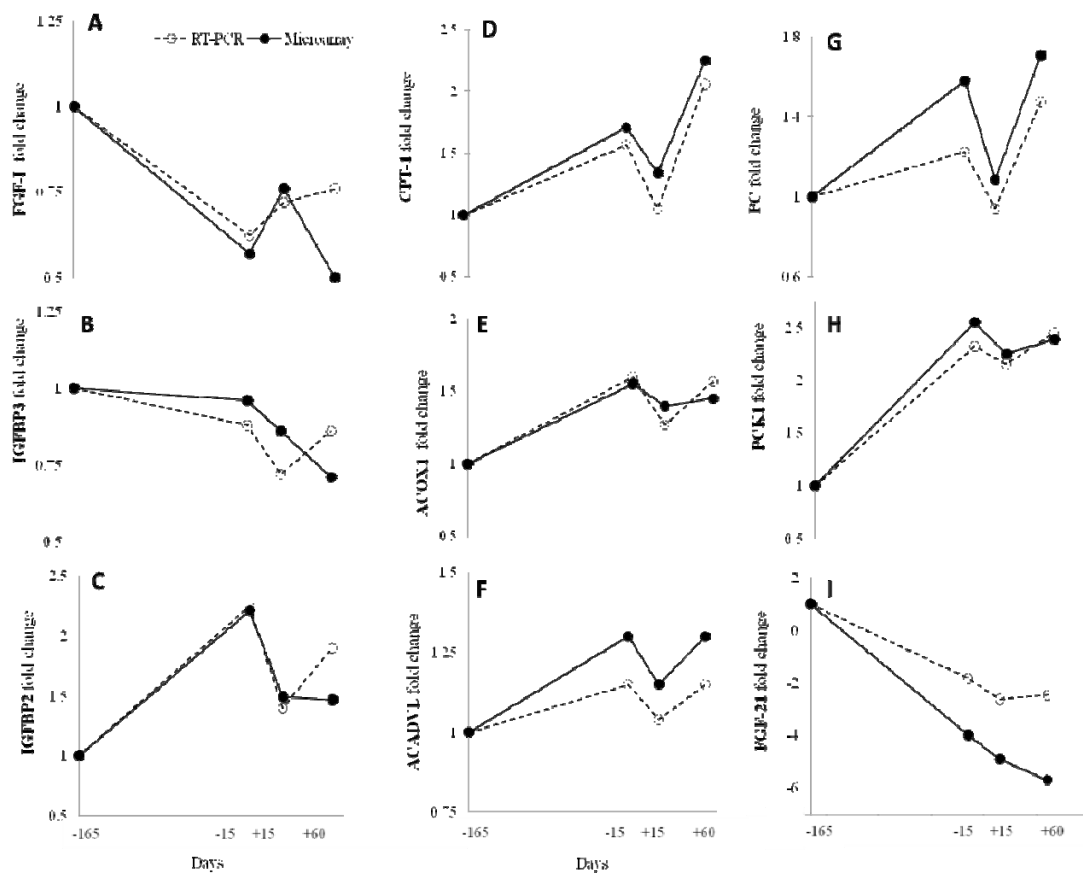 A
1 25
RT-PCR
Microarray
1
0.75
0.5
FGF-1 fold change
B
1.25
1
0.75
0.5
IGFBP3 fold change
C
2.5
2
1.5
1
0.5
IGFBP2 fold change
-165
-15
+15
+60
Days
D
2 5
2
1.5
1
0 5
CPT-1 fold change
E
2
1.5
1
0 5
ACOX1 fold change
F
1.5
1 25
1
0.75
ACADVL fold change
-165
-15
+15
+60
Days
G
1 8
1.4
1
0 6
PC fold change
H
2.5
2
1.5
1
0.5
PCK1 fold change
I
2
0
-2
-4
-6
FGF-21 fold change
-165
-15
+15
+60